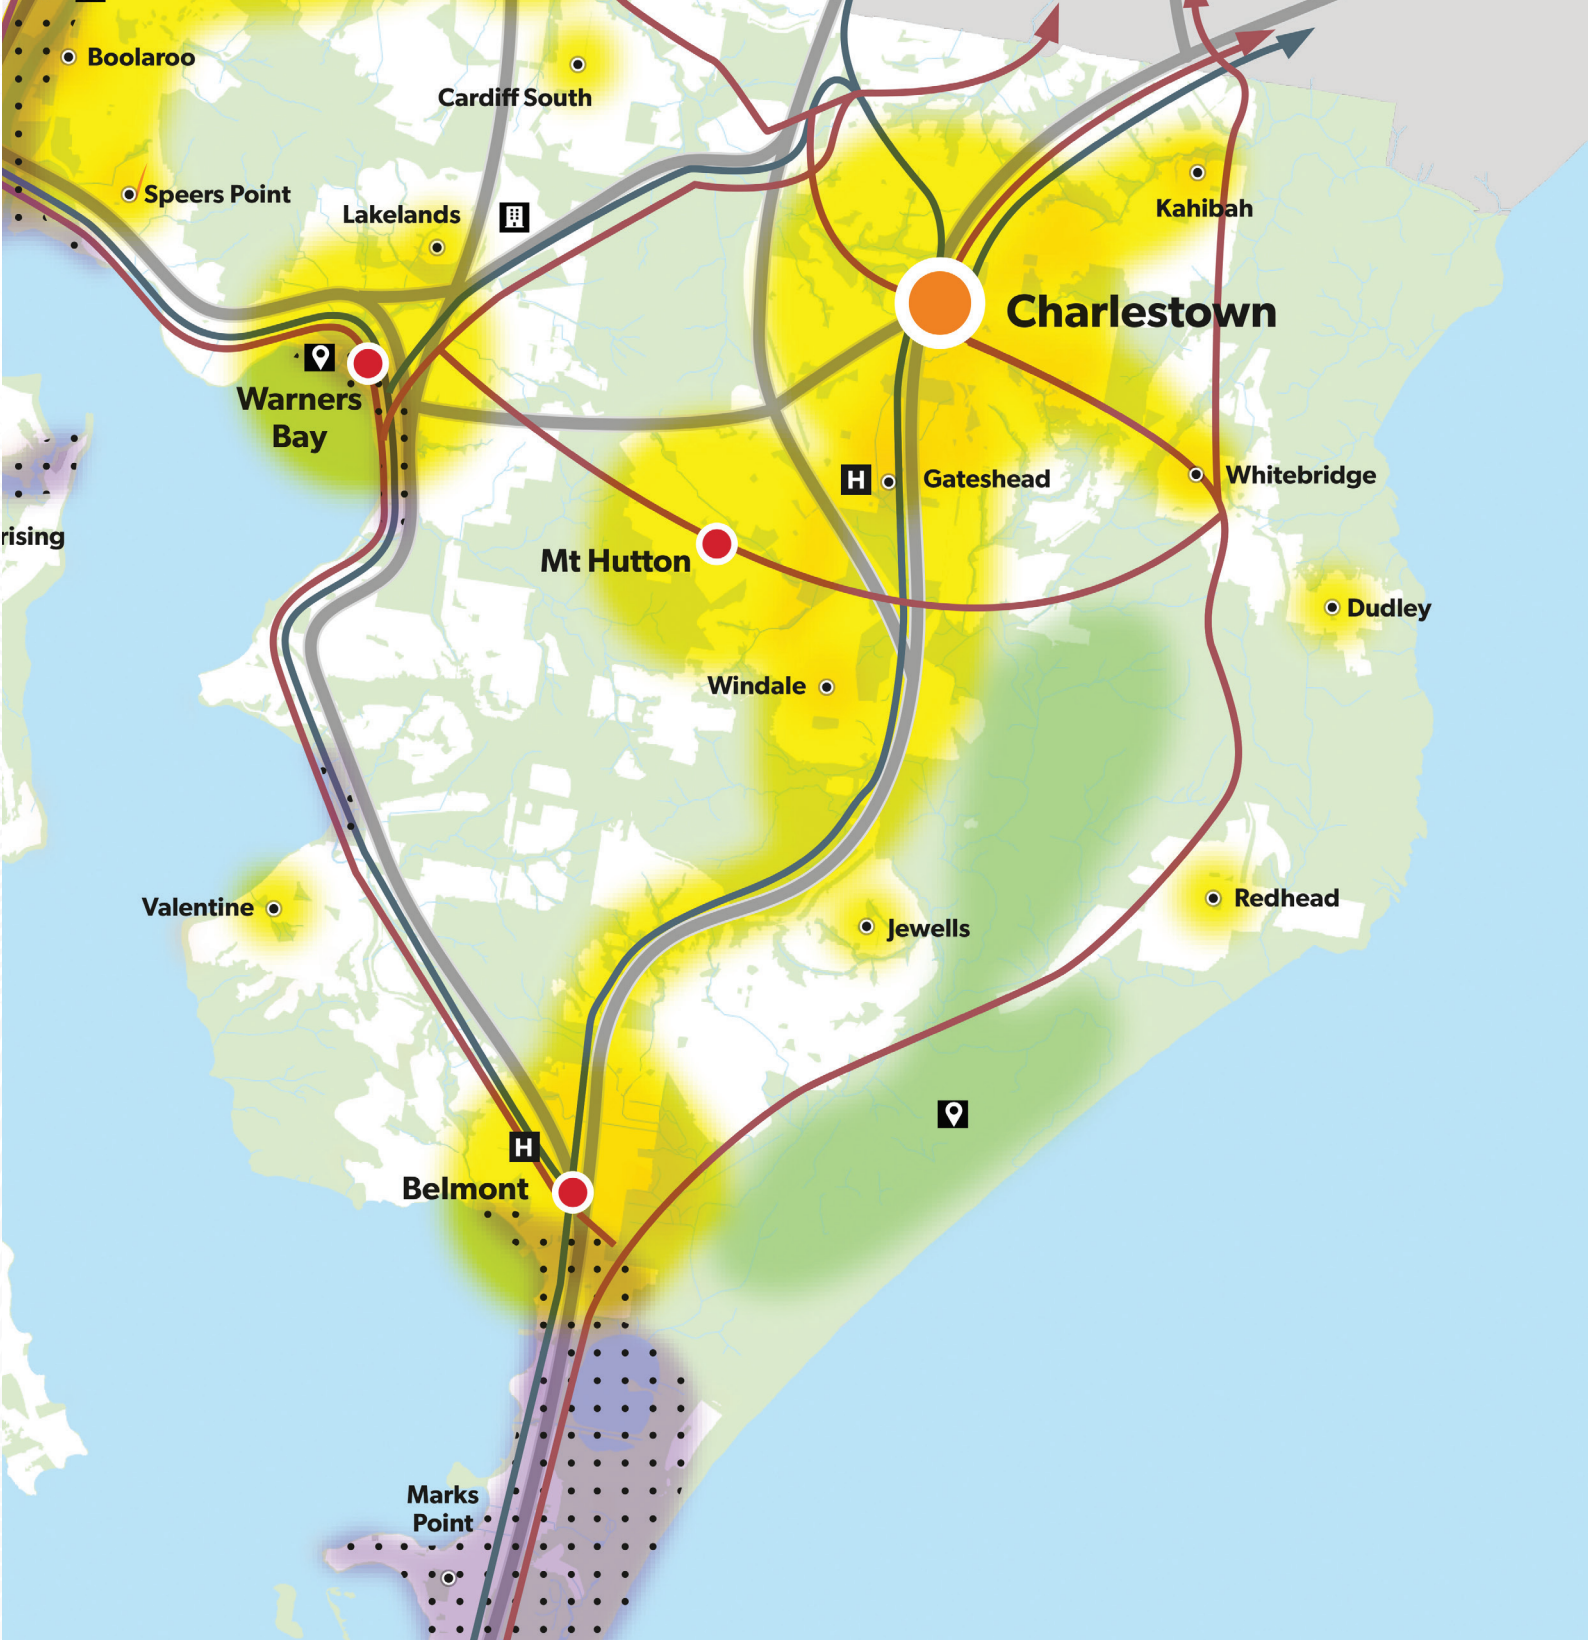 Boolaroo
Cardiff South
Speers Point
Kahibah
Lakelands
Charlestown
Warners
Bay
H
Gateshead
Whitebridge
rising
Mt Hutton
Dudley
Windale
Valentine
Redhead
Jewells
H
Belmont
Marks
Point